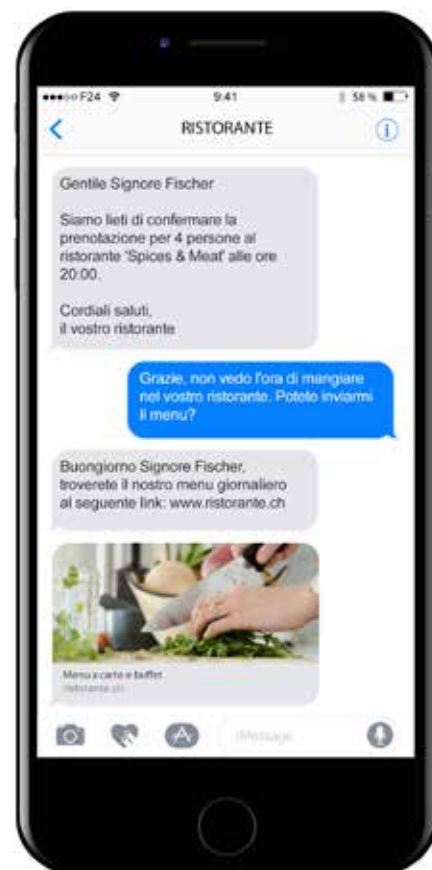 F24 9:41 58 %
RISTORANTE
Gentile Signore Fischer
Siamo lieti di confermare la
prenotazione per 4 persone al
ristorante 'Spices & Meat' alle ore
20:00.
Cordiali saluti,
il vostro ristorante
Grazie, non vedo l'ora di mangiare
nel vostro ristorante. Potete inviarmi
il menu?
Buongiorno Signore Fischer,
troverete il nostro menu giornaliero
al seguente link: www.ristorante.ch
Menu a carte e buffet
ristorante.ch
iMessage